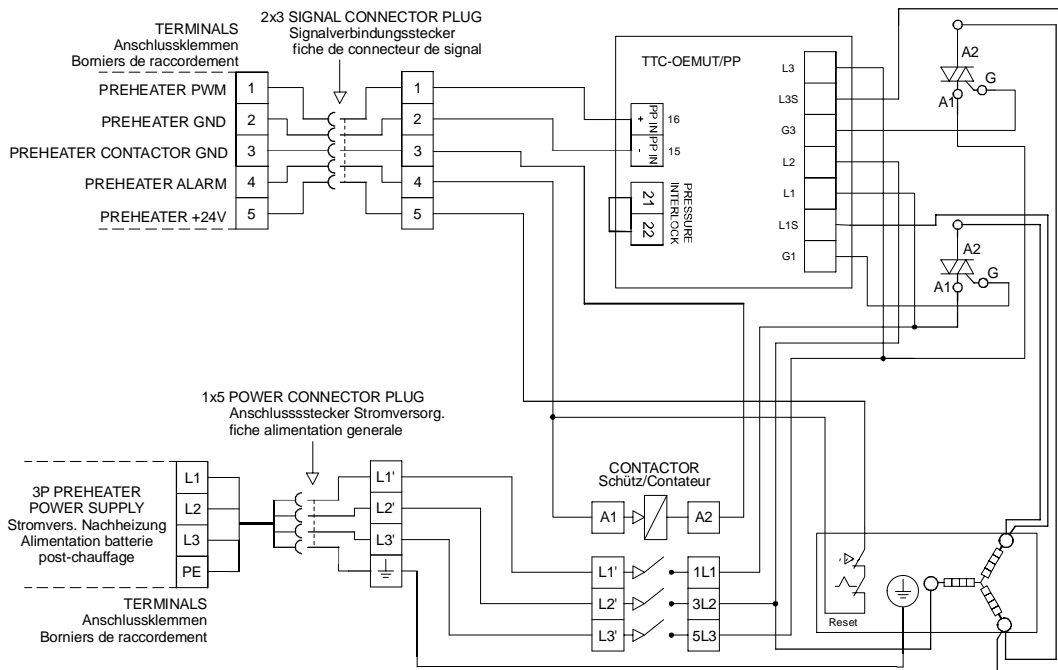 2x3 SIGNAL CONNECTOR PLUG
Signalverbindungsstecker
fiche de connecteur de signal
TERMINALS
Anschlussklemmen
Borniers de raccordement
PREHEATER PWM
1
1
PREHEATER GND
2
2
PREHEATER CONTACTOR GND
3
3
PREHEATER ALARM
4
4
PREHEATER +24V
5
5
TTC-OEMUT/PP
+
PP IN
16
-
PP IN
15
21
22
PRESSURE
INTERLOCK
L3
L3S
G3
L2
L1
L1S
G1
A2
G
A1
A2
G
A1
1x5 POWER CONNECTOR PLUG
Anschlusssstecker Stromversorg.
fiche alimentation generale
3P PREHEATER
POWER SUPPLY
Stromvers. Nachheizung
Alimentation batterie
post-chauffage
L1
L2
L3
PE
TERMINALS
Anschlussklemmen
Borniers de raccordement
L1'
L2'
L3'
CONTACTOR
Schütz/Contateur
A1
A2
L1'
1L1
L2'
3L2
L3'
5L3
Reset